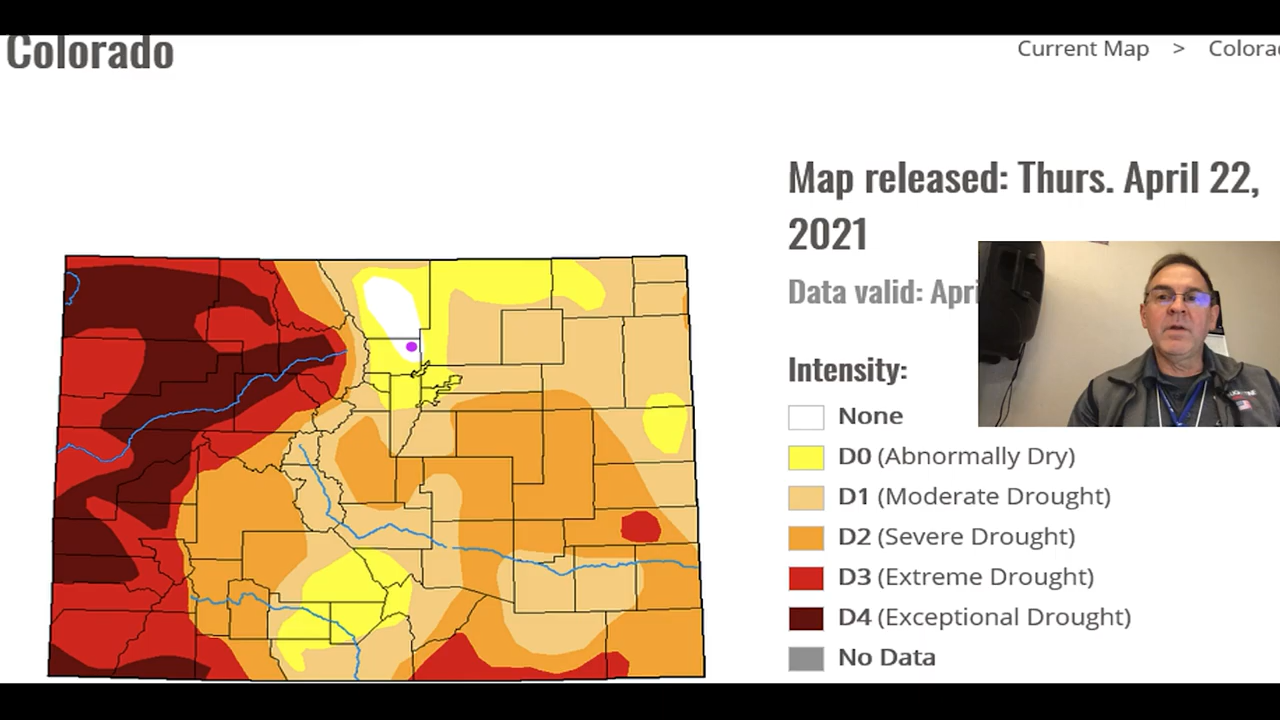 Colorado
Current Map > Colora
Map released: Thurs. April 22,
2021
Data valid: Apri
Intensity:
None
D0 (Abnormally Dry)
D1 (Moderate Drought)
D2 (Severe Drought)
D3 (Extreme Drought)
D4 (Exceptional Drought)
No Data